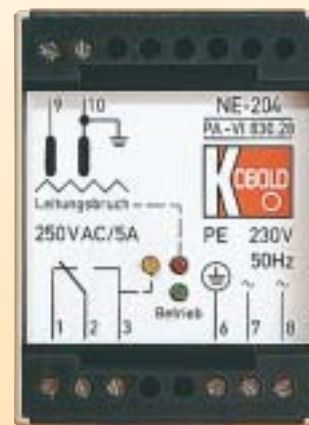 9 10
NE-204
PA-VI 830.28
KOBOLD
Leitungsbruch
250VAC/5A
PE 230V
50Hz
~ ~
Betrieb
1 2 3 6 7 8